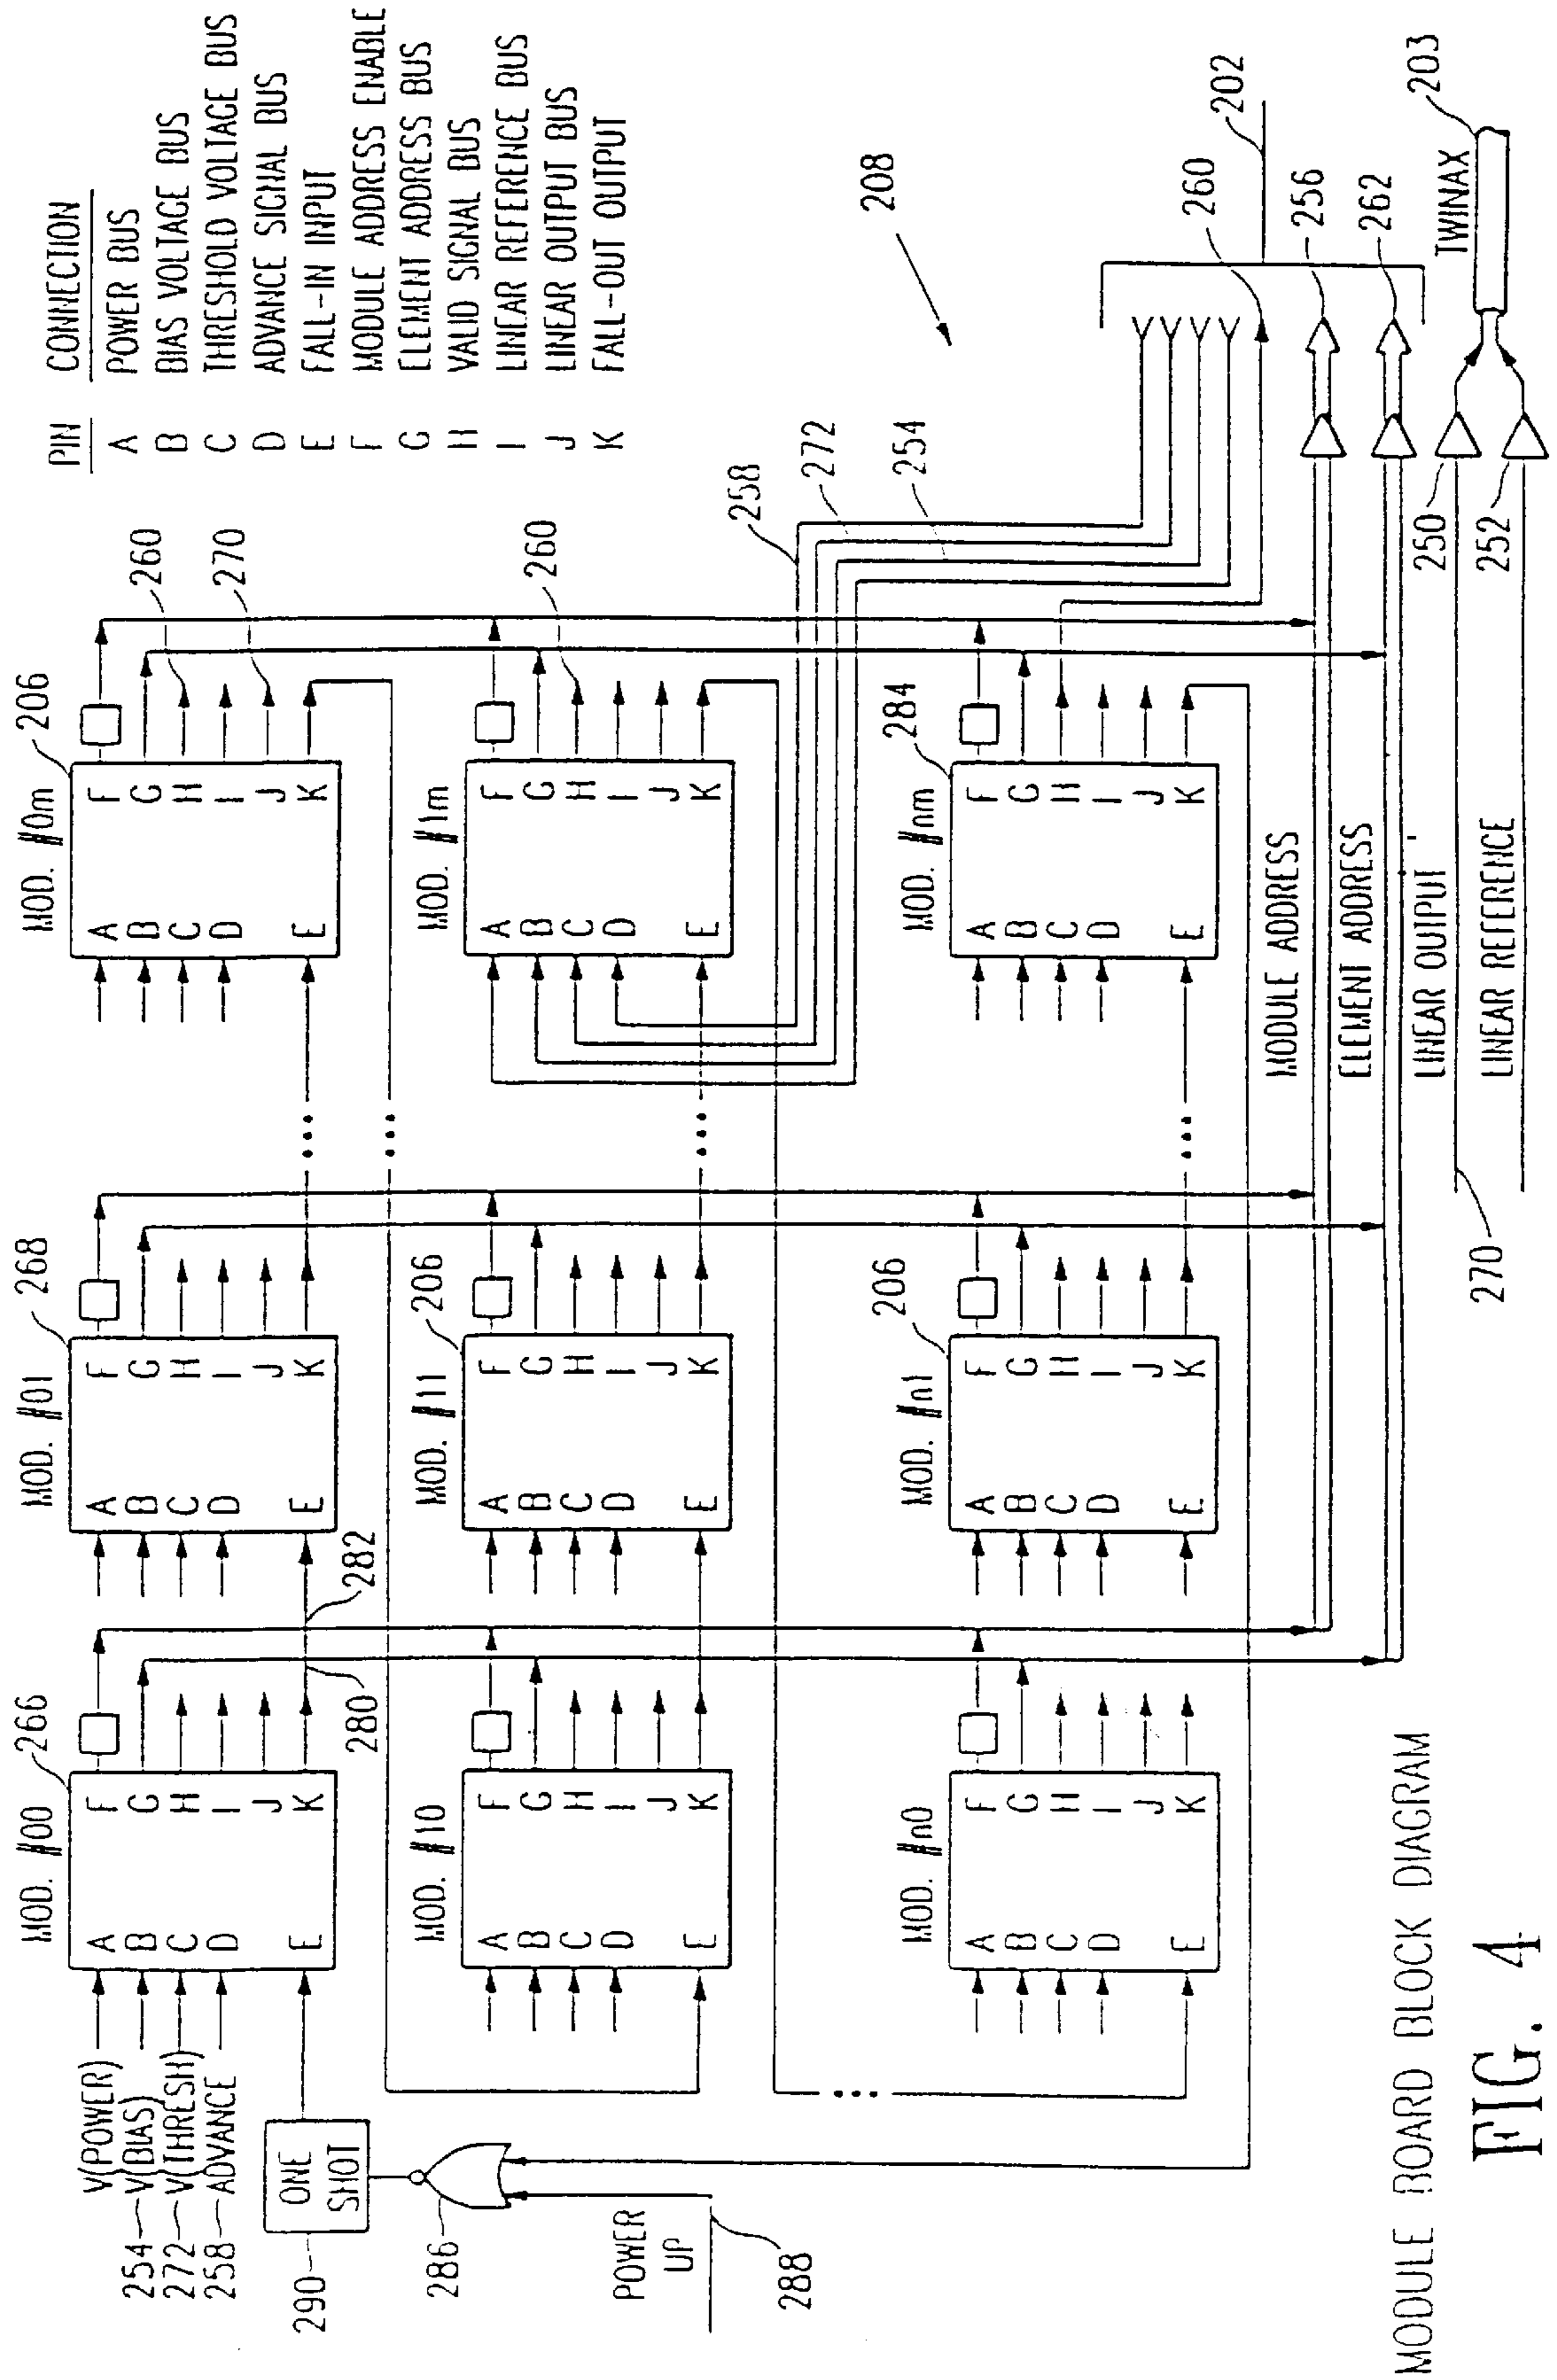 PIN CONNECTION
A POWER BUS
B BIAS VOLTAGE BUS
C THRESHOLD VOLTAGE BUS
D ADVANCE SIGNAL BUS
E FALL-IN INPUT
F MODULE ADDRESS ENABLE
G ELEMENT ADDRESS BUS
H VALID SIGNAL BUS
I LINEAR REFERENCE BUS
J LINEAR OUTPUT BUS
K FALL-OUT OUTPUT
V(POWER)
254 V(BIAS)
272 V(THRESH)
258 ADVANCE
290
ONE
SHOT
286
POWER
UP
288
MOD. #00
266
A
B
C
D
E
F
G
H
I
J
K
280
282
MOD. #01
268
A
B
C
D
E
F
G
H
I
J
K
MOD. #0m
206
A
B
C
D
E
F
G
H
I
J
K
260
270
MOD. #10
A
B
C
D
E
F
G
H
I
J
K
MOD. #11
206
A
B
C
D
E
F
G
H
I
J
K
MOD. #1m
A
B
C
D
E
F
G
H
I
J
K
260
258
272
254
208
MOD. #n0
A
B
C
D
E
F
G
H
I
J
K
MOD. #n1
206
A
B
C
D
E
F
G
H
I
J
K
MOD. #nm
284
A
B
C
D
E
F
G
H
I
J
K
202
260
256
262
MODULE ADDRESS
ELEMENT ADDRESS
LINEAR OUTPUT
LINEAR REFERENCE
270
250
252
TWINAX
203
MODULE BOARD BLOCK DIAGRAM
FIG. 4